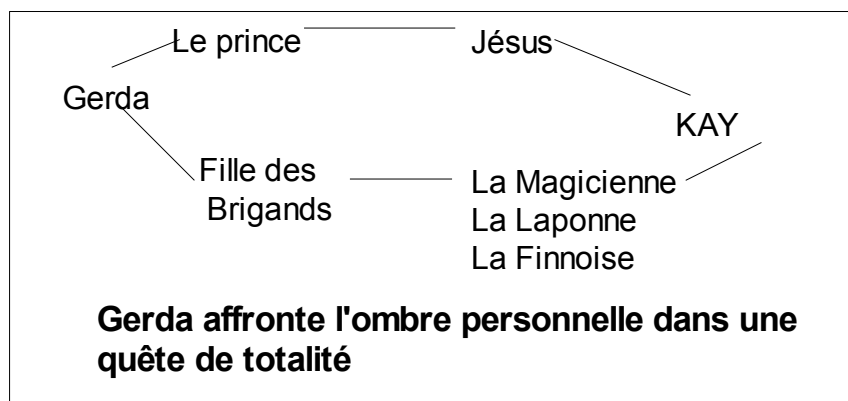 Le prince
Jésus
Gerda
KAY
Fille des
Brigands
La Magicienne
La Laponne
La Finnoise
Gerda affronte l'ombre personnelle dans une
quête de totalité